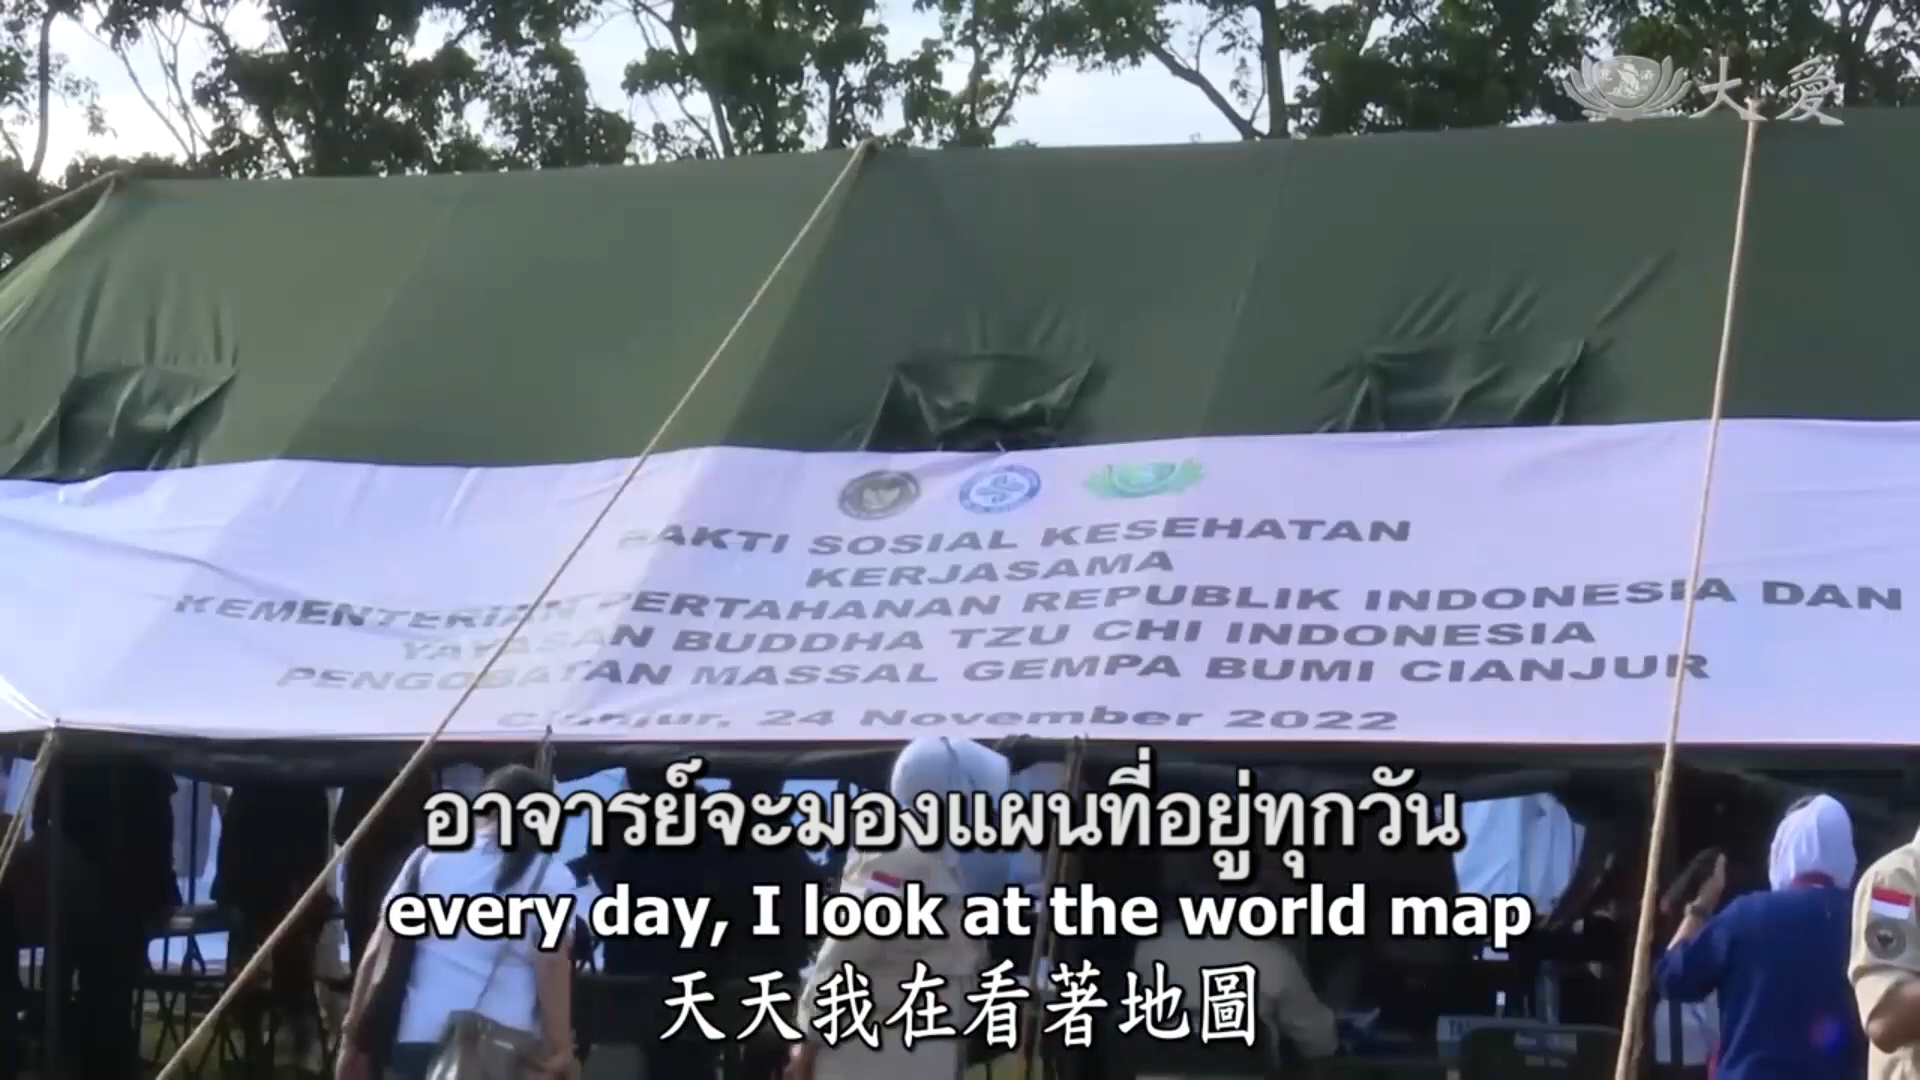 大愛
BAKTI SOSIAL KESEHATAN
KERJASAMA
KEMENTERIAN PERTAHANAN REPUBLIK INDONESIA DAN
YAYASAN BUDDHA TZU CHI INDONESIA
PENGOBATAN MASSAL GEMPA BUMI CIANJUR
Cianjur, 24 November 2022
อาจารย์จะมองแผนที่อยู่ทุกวัน
every day, I look at the world map
天天我在看著地圖